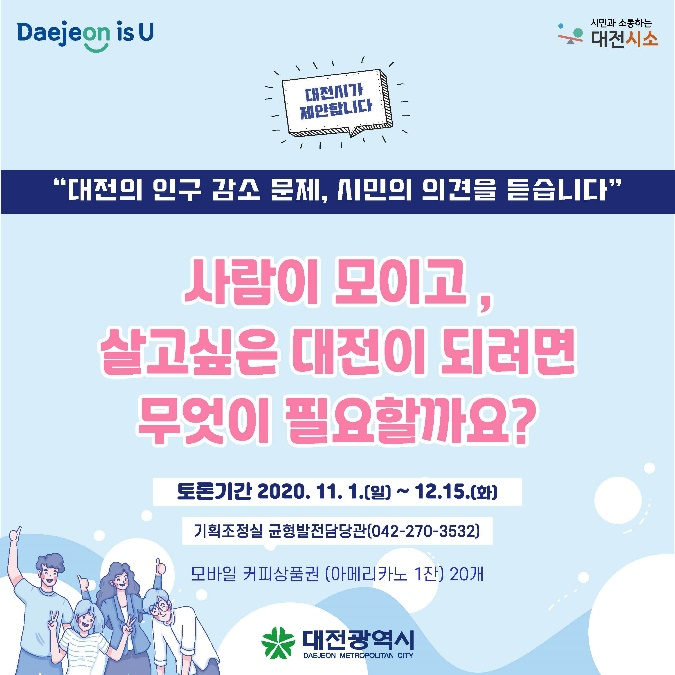 Daejeon is U
시민과 소통하는
대전시소
대전시가
제안합니다
“대전의 인구 감소 문제, 시민의 의견을 듣습니다”
사람이 모이고,
살고싶은 대전이 되려면
무엇이 필요할까요?
토론기간 2020. 11. 1.(일) ~ 12.15.(화)
기획조정실 균형발전담당관(042-270-3532)
모바일 커피상품권 (아메리카노 1잔) 20개
대전광역시
DAEJEON METROPOLITAN CITY